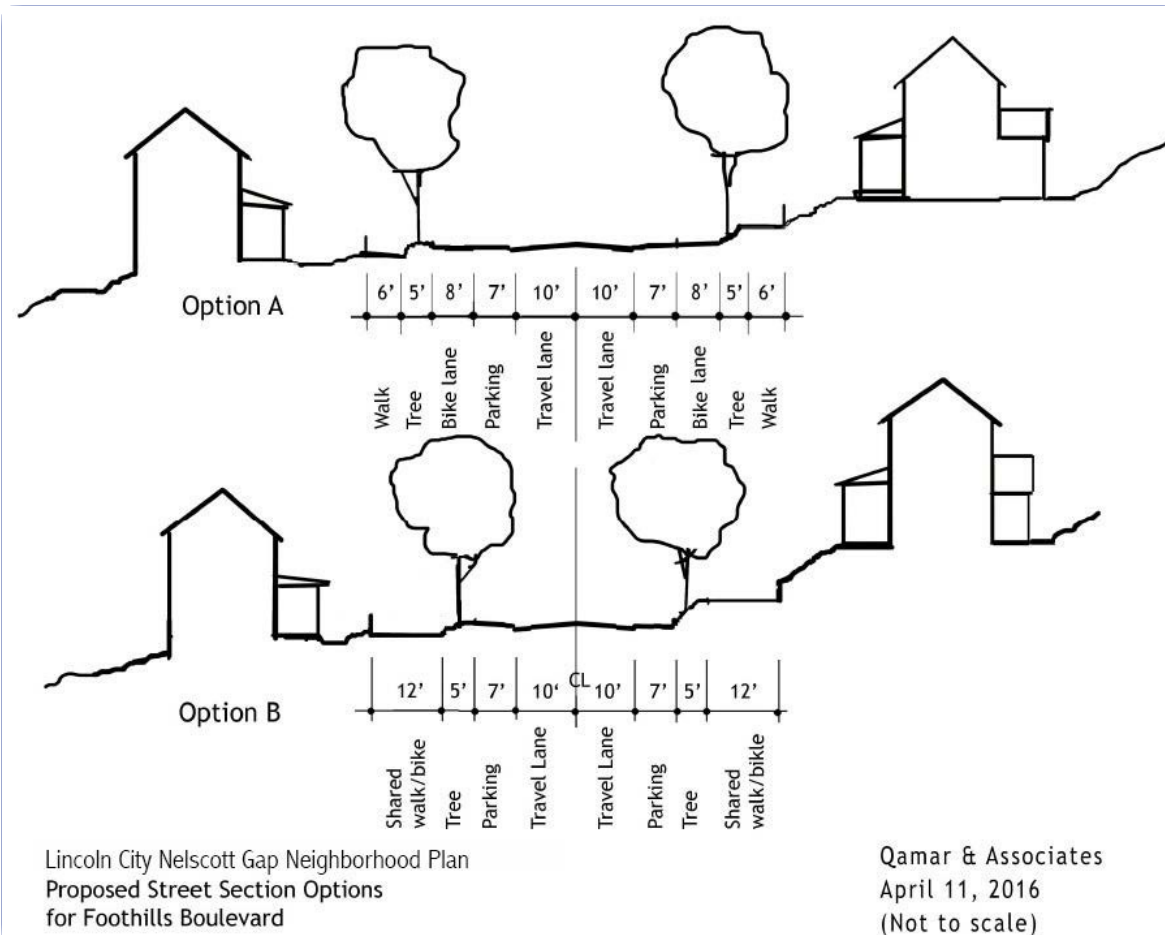 Option A
6' 5' 8' 7' 10' 10' 7' 8' 5' 6'
Walk
Tree
Bike lane
Parking
Travel lane
Travel lane
Parking
Bike lane
Tree
Walk
Option B
CL
12' 5' 7' 10' 10' 7' 5' 12'
Shared
walk/bike
Tree
Parking
Travel Lane
Travel Lane
Parking
Tree
Shared
walk/bikle
Lincoln City Nelscott Gap Neighborhood Plan
Proposed Street Section Options
for Foothills Boulevard
Qamar & Associates
April 11, 2016
(Not to scale)